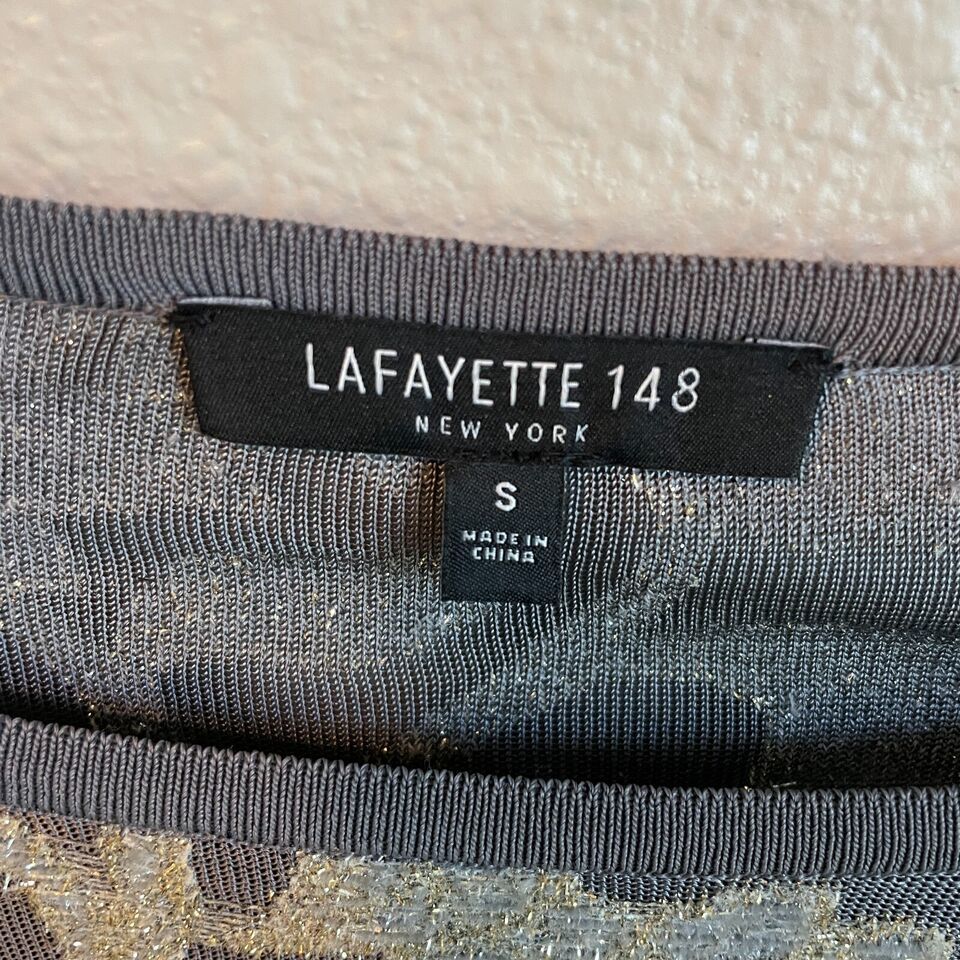 LAFAYETTE 148
NEW YORK
S
MADE IN
CHINA